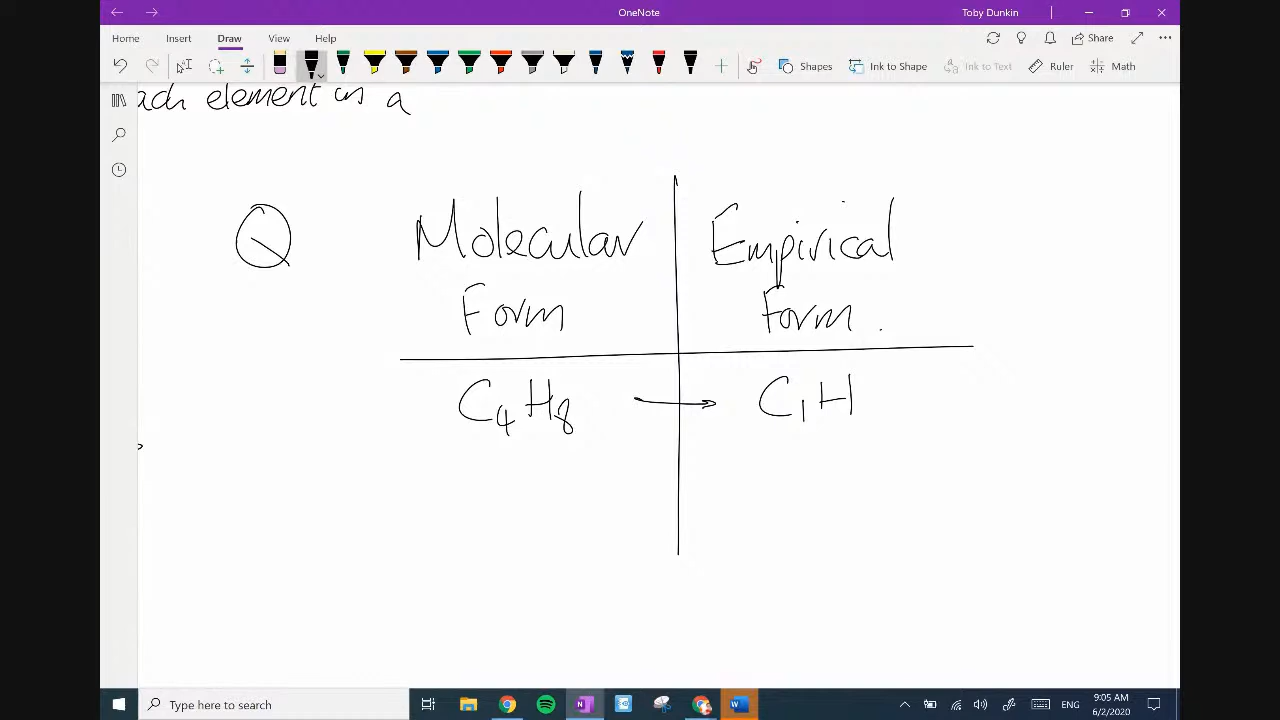 OneNote
Toby Dunkin
Home Insert Draw View Help
Share
Shapes Ink to Shape Ink to Text Ruler Math
ach element in a
Q Molecular Empirical
Form Form.
C₄H₈ → C₁H
Type here to search
ENG
9:05 AM
6/2/2020